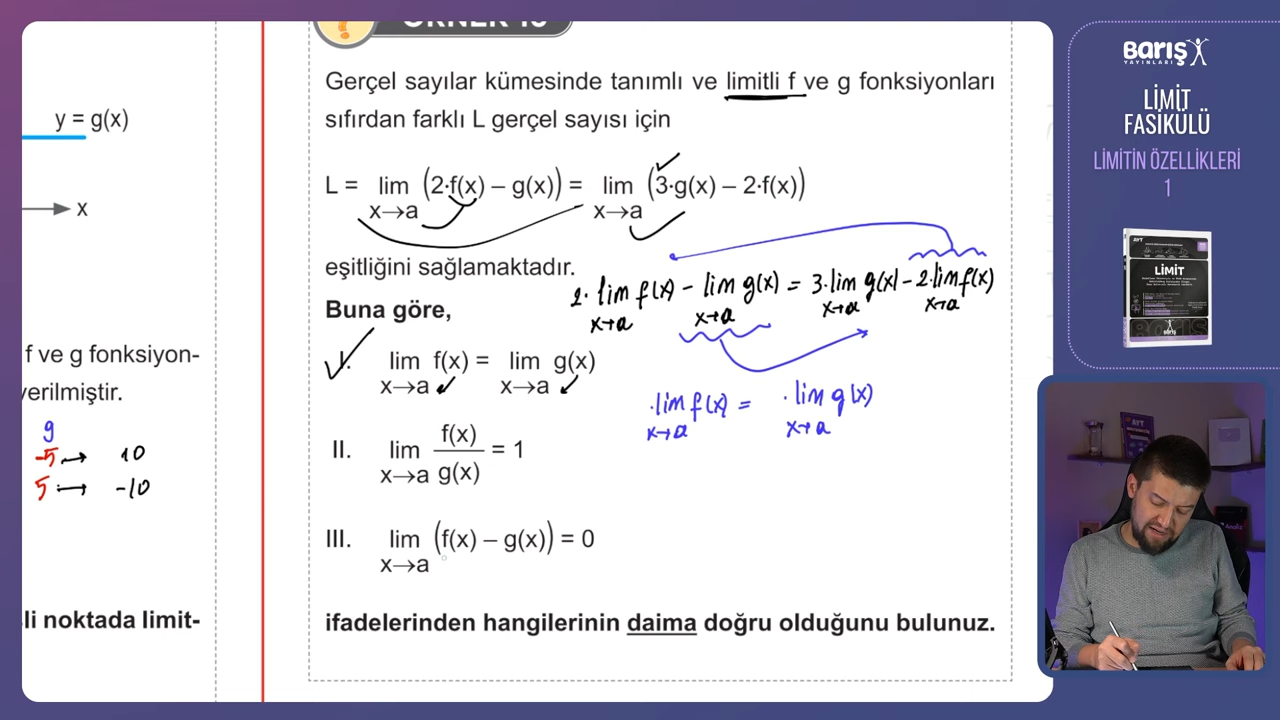 y = g(x)
x
f ve g fonksiyon-
verilmiştir.
g
-5 → 10
5 → -10
li noktada limit-
ÖRNEK
Gerçel sayılar kümesinde tanımlı ve limitli f ve g fonksiyonları
sıfırdan farklı L gerçel sayısı için
L = lim x→a (2·f(x) – g(x)) = lim x→a (3·g(x) – 2·f(x))
eşitliğini sağlamaktadır.
2· lim x→a f(x) - lim x→a g(x) = 3·lim x→a g(x) - 2·lim x→a f(x)
Buna göre,
I. lim x→a f(x) = lim x→a g(x)
·lim x→a f(x) = ·lim x→a g(x)
II. lim x→a f(x)/g(x) = 1
III. lim x→a (f(x) – g(x)) = 0
ifadelerinden hangilerinin daima doğru olduğunu bulunuz.
BARIŞ
YAYINLARI
LİMİT
FASİKÜLÜ
LİMİTİN ÖZELLİKLERİ
1
AYT
LİMİT